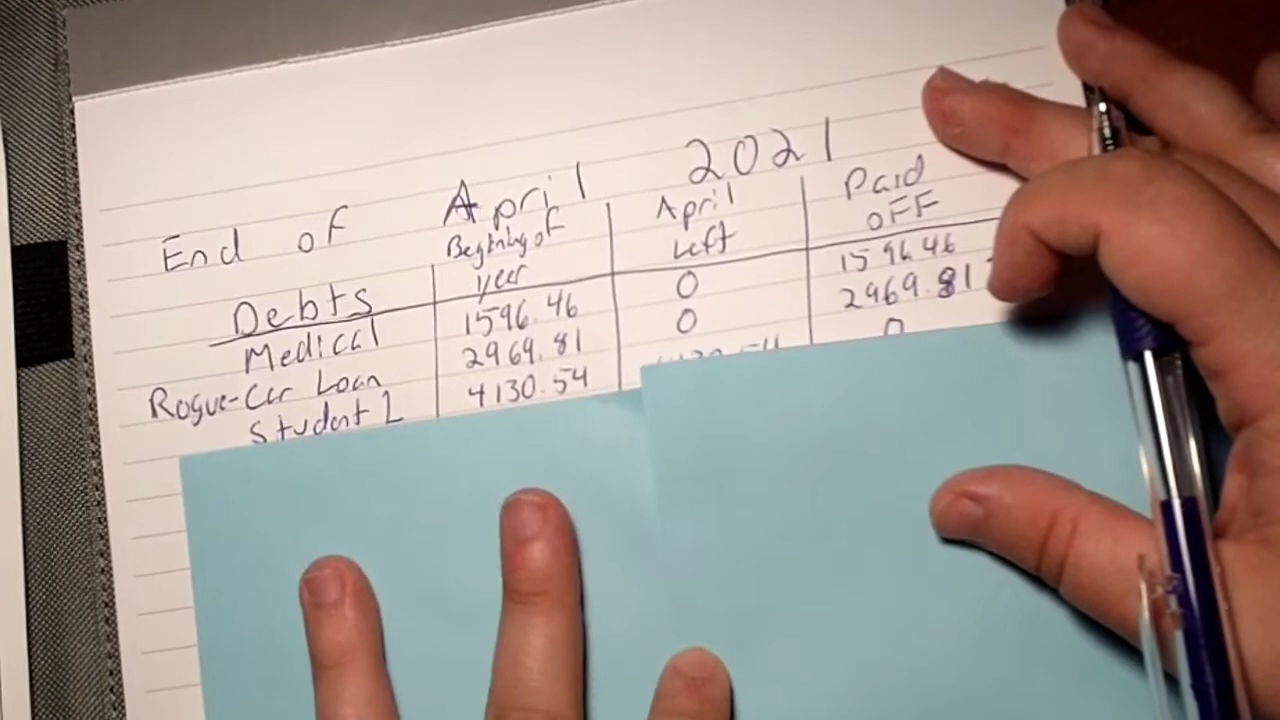 End of April 2021
Debts | Beginning of year | April Left | Paid OFF
Medical | 1596.46 | 0 | 1596.46
Rogue-Car Loan | 2969.81 | 0 | 2969.81
Student 1 | 4130.54 | | 0